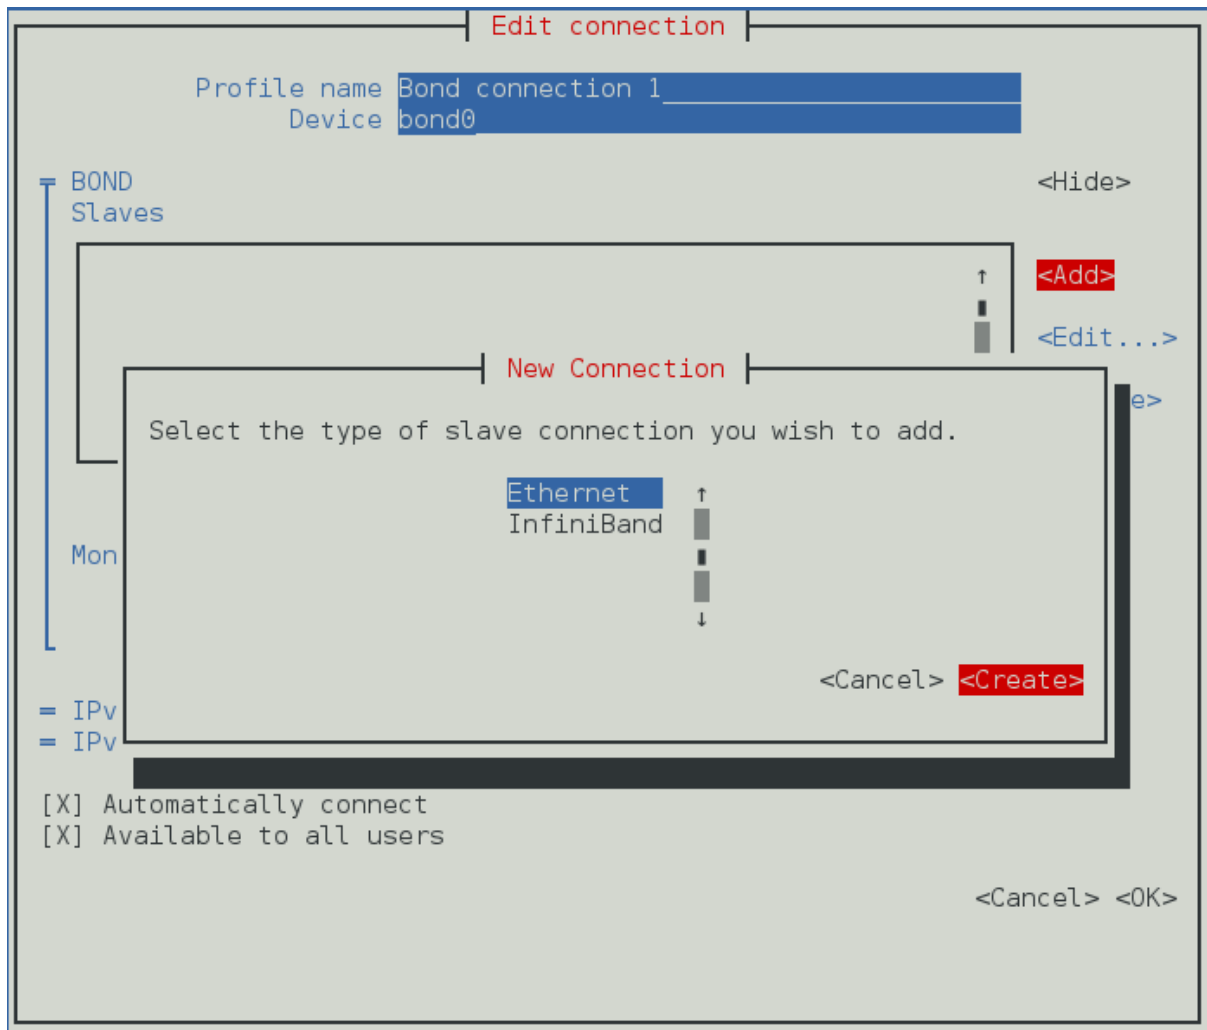 Edit connection
Profile name Bond connection 1
Device bond0
BOND <Hide>
Slaves
↑ <Add>
<Edit...>
New Connection
e>
Select the type of slave connection you wish to add.
Ethernet ↑
InfiniBand
Mon
↓
<Cancel> <Create>
= IPv
= IPv
[X] Automatically connect
[X] Available to all users
<Cancel> <OK>